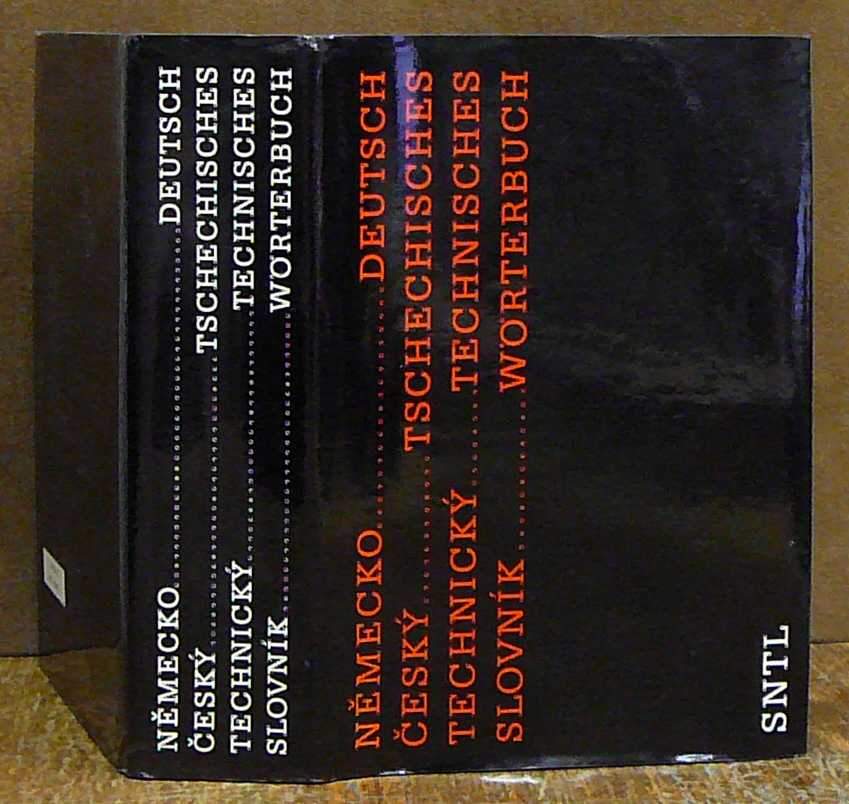 NĚMECKO DEUTSCH
ČESKÝ TSCHECHISCHES
TECHNICKÝ TECHNISCHES
SLOVNÍK WÖRTERBUCH
NĚMECKO DEUTSCH
ČESKÝ TSCHECHISCHES
TECHNICKÝ TECHNISCHES
SLOVNÍK WÖRTERBUCH
SNTL